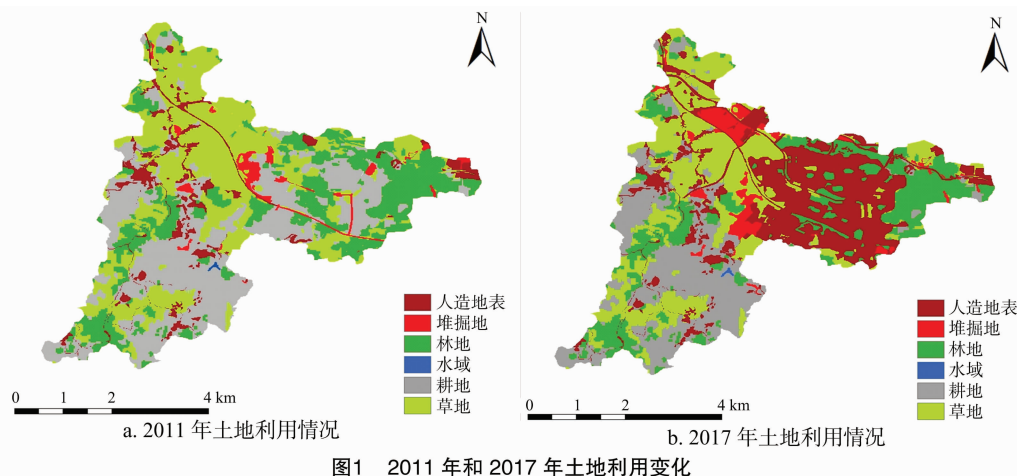 N
人造地表
堆掘地
林地
水域
耕地
草地
0 1 2 4 km
a. 2011 年土地利用情况
N
人造地表
堆掘地
林地
水域
耕地
草地
0 1 2 4 km
b. 2017 年土地利用情况
图1 2011 年和 2017 年土地利用变化